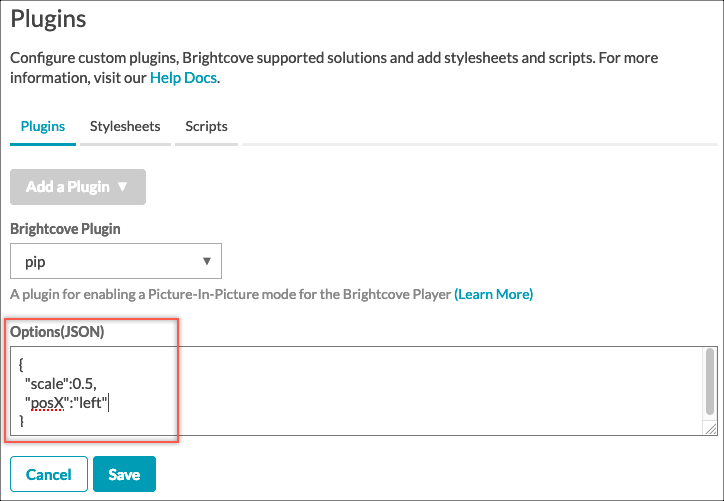 Plugins
Configure custom plugins, Brightcove supported solutions and add stylesheets and scripts. For more
information, visit our Help Docs.
Plugins Stylesheets Scripts
Add a Plugin ▼
Brightcove Plugin
pip ▼
A plugin for enabling a Picture-In-Picture mode for the Brightcove Player (Learn More)
Options(JSON)
{
"scale":0.5,
"posX":"left"
}
Cancel Save